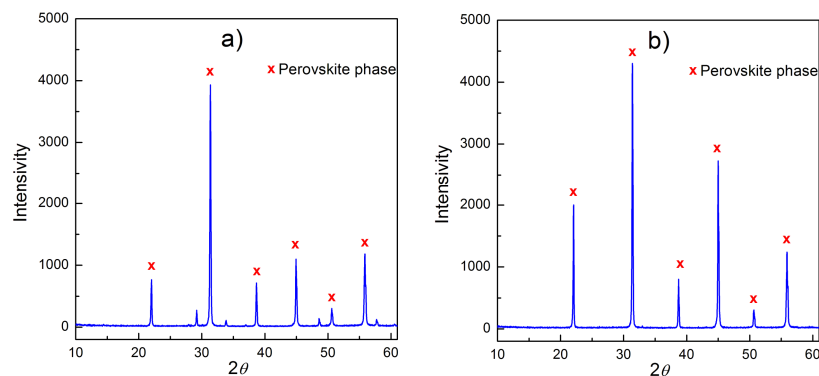 a)
x Perovskite phase
Intensivity
5000
4000
3000
2000
1000
0
x
x
x
x
x
x
10 20 30 40 50 60
2θ
b)
x Perovskite phase
Intensivity
5000
4000
3000
2000
1000
0
x
x
x
x
x
x
10 20 30 40 50 60
2θ